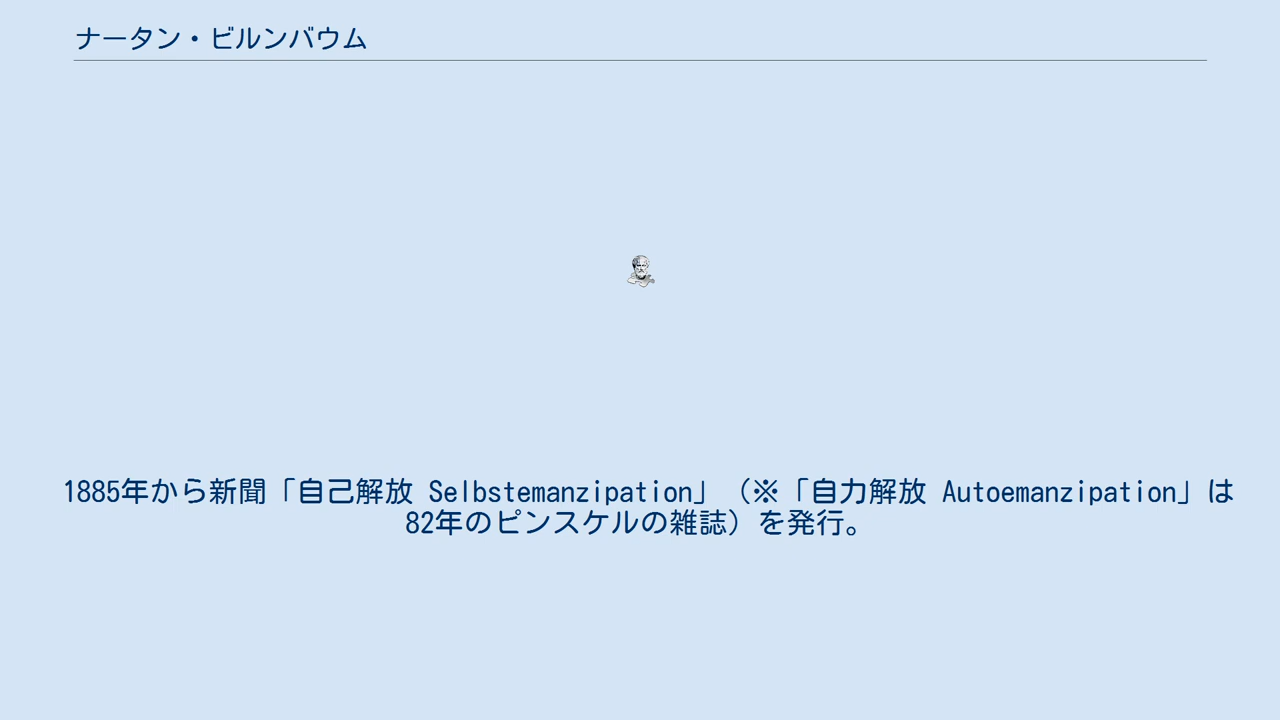 ナータン・ビルンバウム
1885年から新聞「自己解放 Selbstemanzipation」（※「自力解放 Autoemanzipation」は
82年のピンスケルの雑誌）を発行。